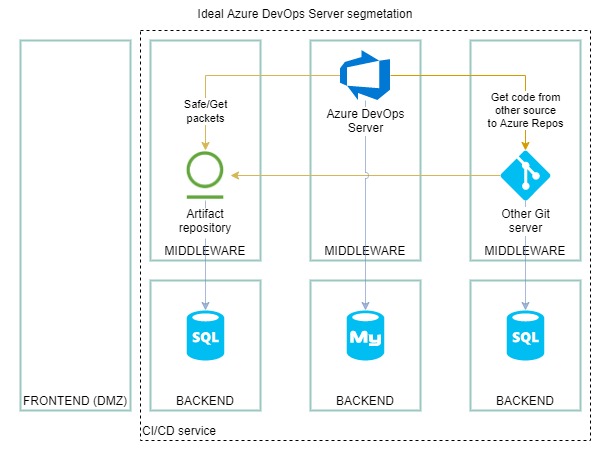 Ideal Azure DevOps Server segmetation
Safe/Get
packets
Azure DevOps
Server
Get code from
other source
to Azure Repos
Artifact
repository
Other Git
server
MIDDLEWARE
MIDDLEWARE
MIDDLEWARE
SQL
My
SQL
FRONTEND (DMZ)
BACKEND
BACKEND
BACKEND
CI/CD service